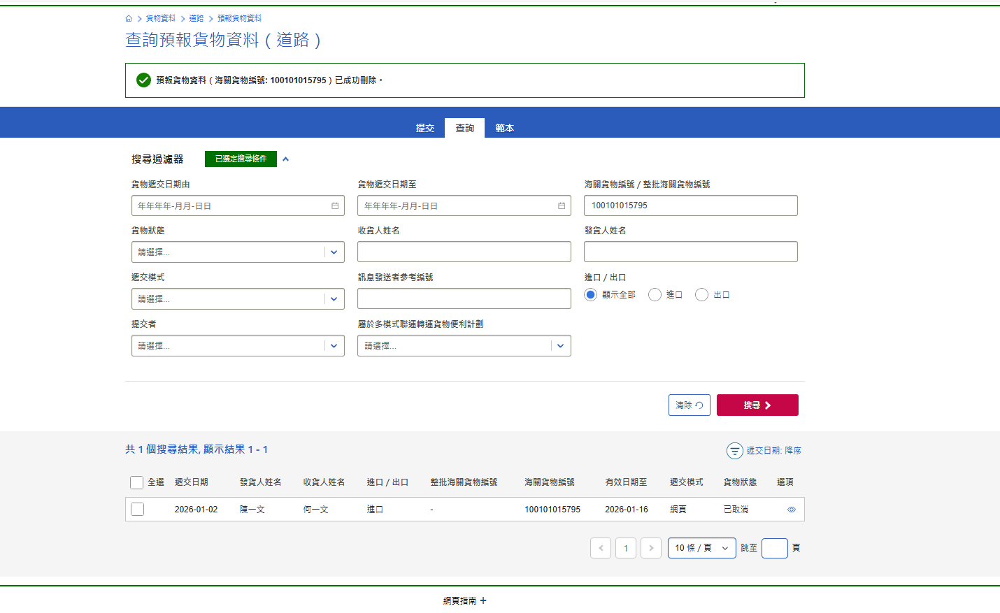 貨物資料 > 道路 > 預報貨物資料
查詢預報貨物資料 ( 道路 )
預報貨物資料 ( 海關貨物編號: 100101015795 ) 已成功刪除。
提交 查詢 範本
搜尋過濾器 已選定搜尋條件
貨物遞交日期由 貨物遞交日期至 海關貨物編號 / 整批海關貨物編號
年年年年-月月-日日 年年年年-月月-日日 100101015795
貨物狀態 收貨人姓名 發貨人姓名
請選擇...
遞交模式 訊息發送者參考編號 進口 / 出口
請選擇... 顯示全部 進口 出口
提交者 屬於多模式聯運轉運貨物便利計劃
請選擇... 請選擇...
清除 搜尋
共 1 個搜尋結果, 顯示結果 1 - 1 遞交日期: 降序
全選 遞交日期 發貨人姓名 收貨人姓名 進口 / 出口 整批海關貨物編號 海關貨物編號 有效日期至 遞交模式 貨物狀態 選項
2026-01-02 陳一文 何一文 進口 - 100101015795 2026-01-16 網頁 已取消
1 10 條 / 頁 跳至 頁
網頁指南 +